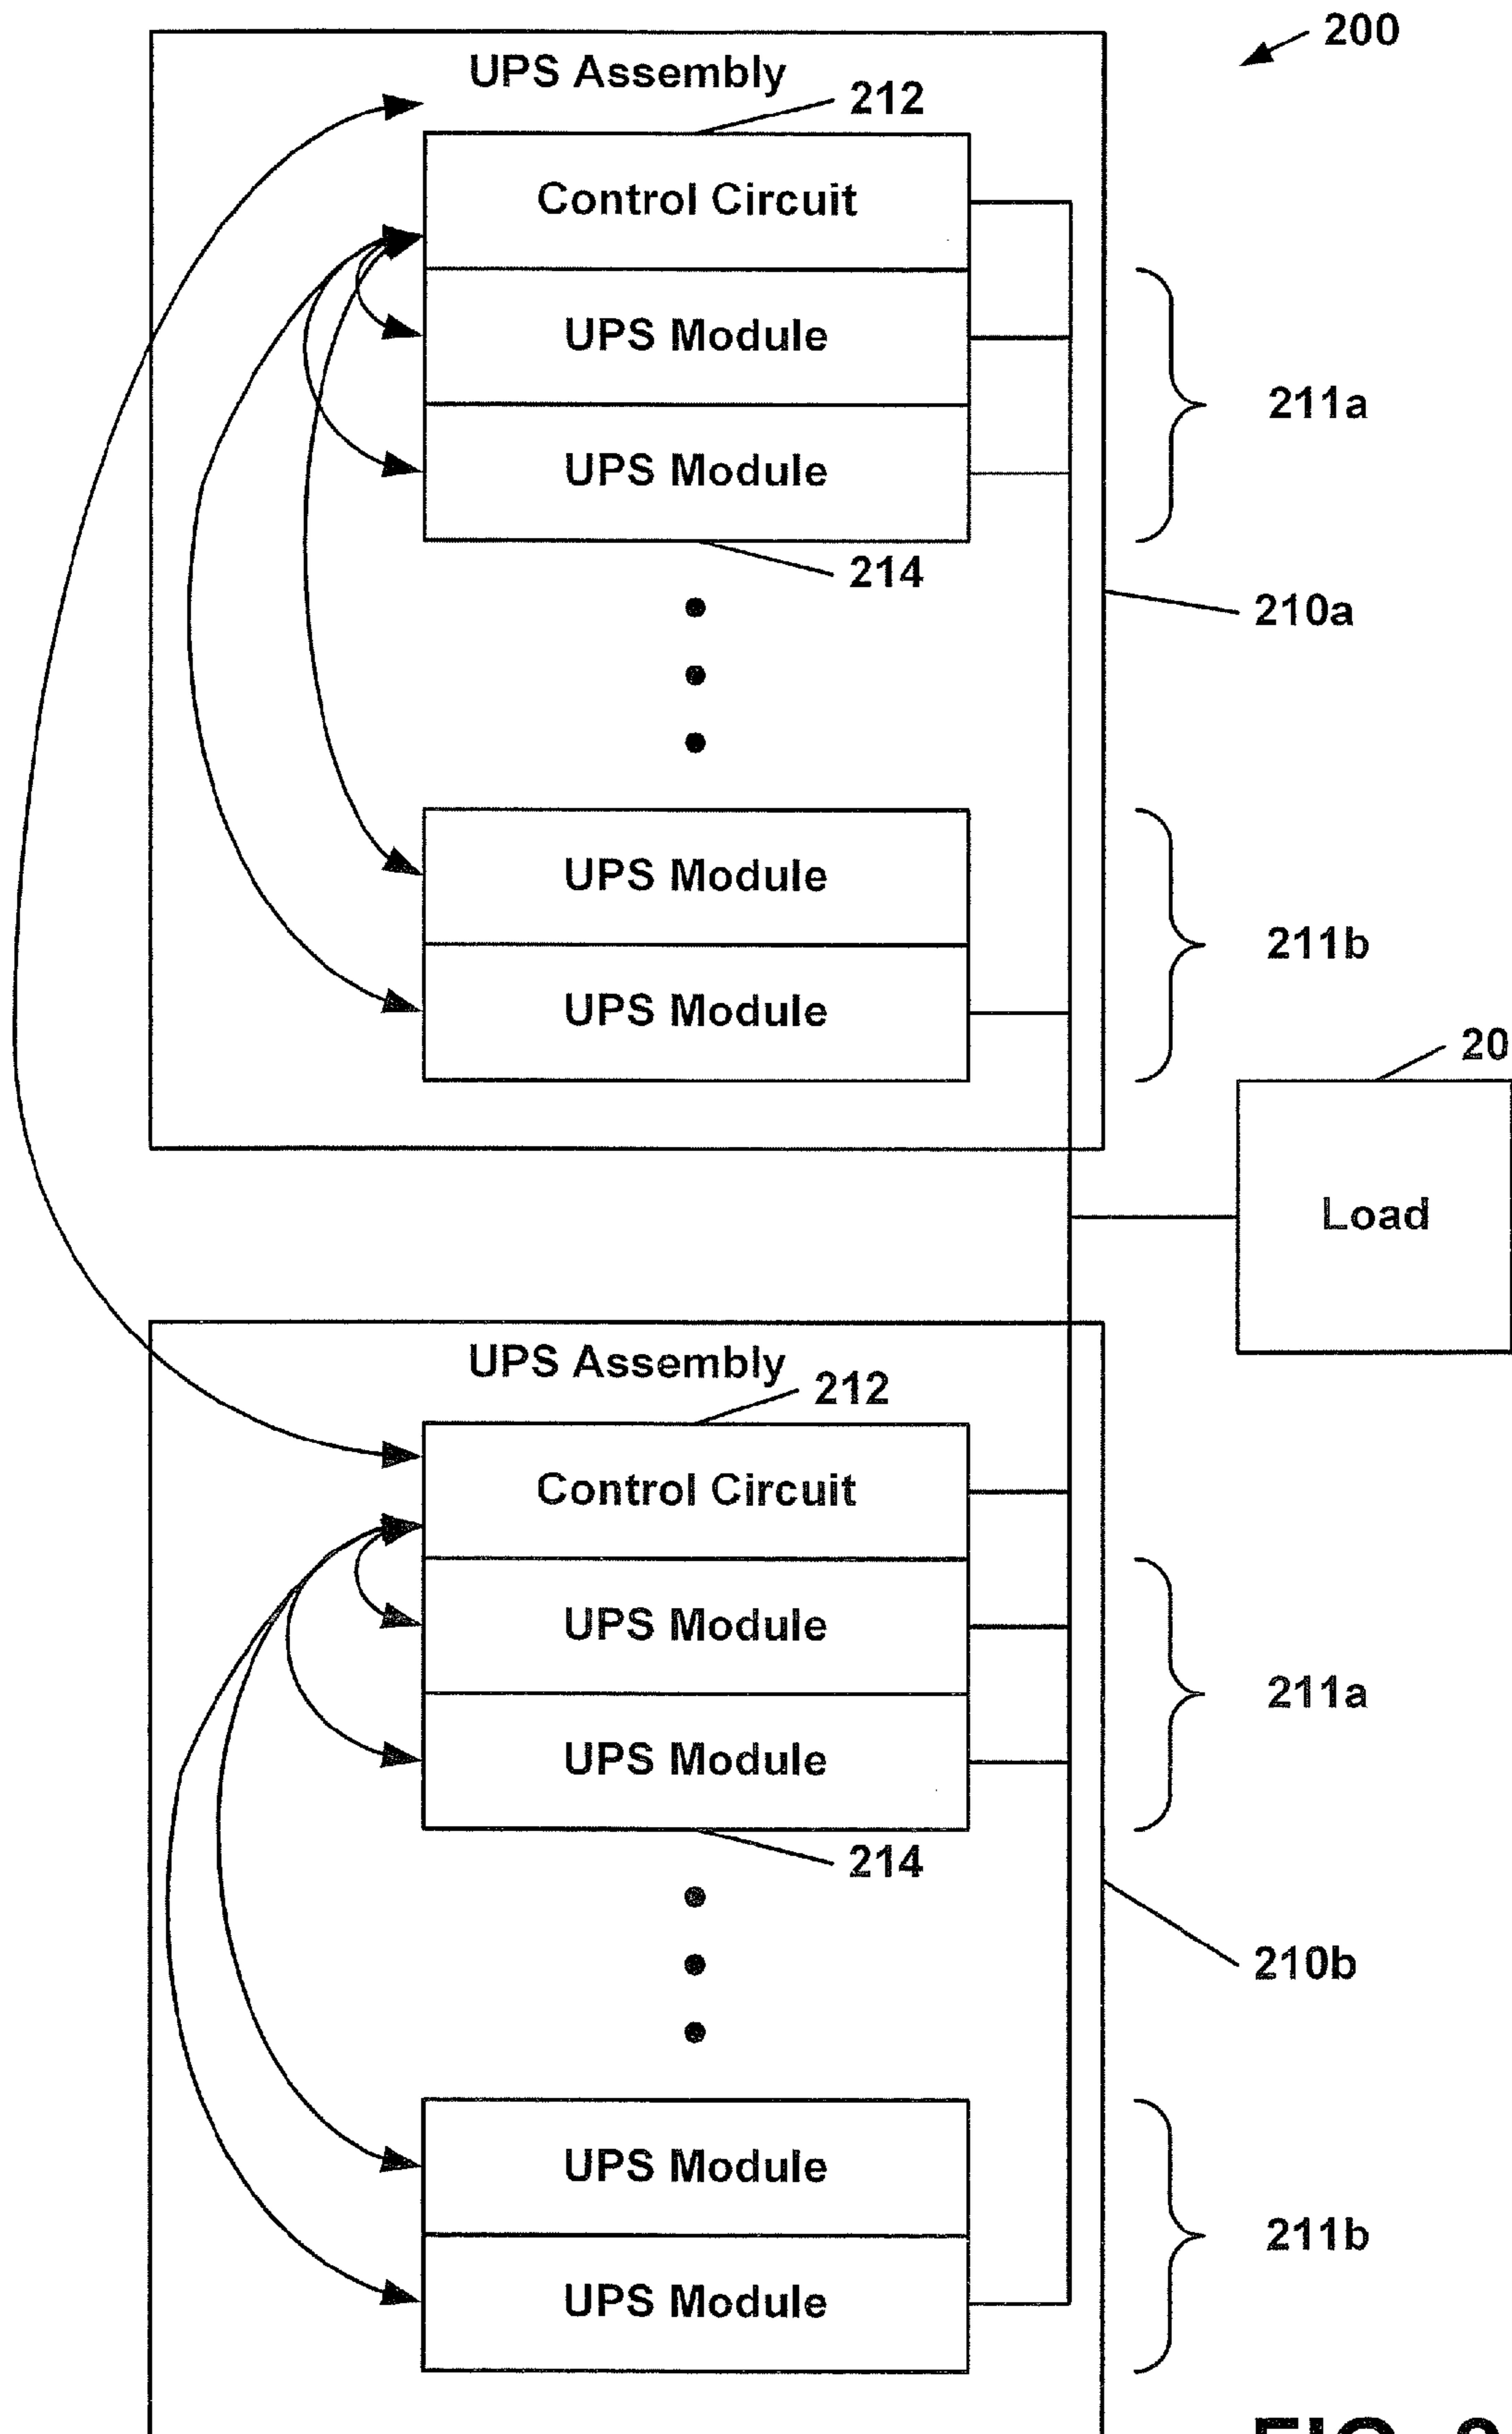 200
UPS Assembly
212
Control Circuit
UPS Module
211a
UPS Module
214
210a
UPS Module
211b
UPS Module
20
Load
UPS Assembly
212
Control Circuit
UPS Module
211a
UPS Module
214
210b
UPS Module
211b
UPS Module